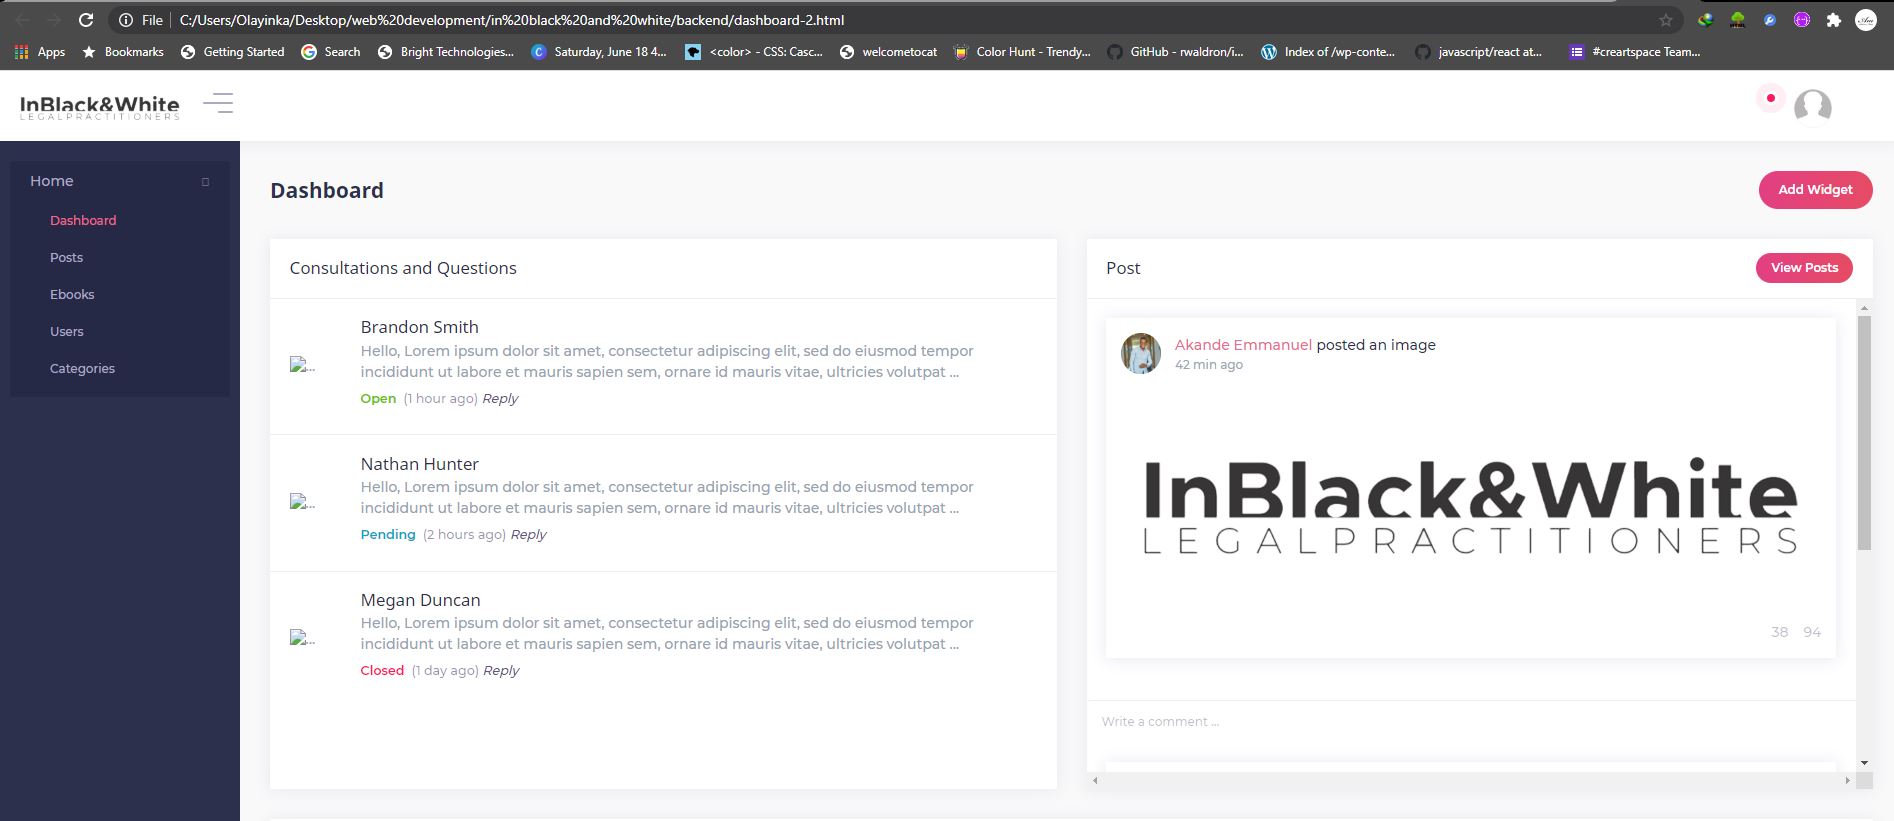 C:/Users/Olayinka/Desktop/web%20development/in%20black%20and%20white/backend/dashboard-2.html
File
Apps
Bookmarks
Getting Started
Search
Bright Technologies...
Saturday, June 18 4...
<color> - CSS: Casc...
welcometocat
Color Hunt - Trendy...
GitHub - rwaldron/i...
Index of /wp-conte...
javascript/react at...
#creartspace Team...
InBlack&White
LEGALPRACTITIONERS
Home
Dashboard
Posts
Ebooks
Users
Categories
Dashboard
Add Widget
Consultations and Questions
Brandon Smith
Hello, Lorem ipsum dolor sit amet, consectetur adipiscing elit, sed do eiusmod tempor
incididunt ut labore et mauris sapien sem, ornare id mauris vitae, ultricies volutpat ...
Open (1 hour ago) Reply
Nathan Hunter
Hello, Lorem ipsum dolor sit amet, consectetur adipiscing elit, sed do eiusmod tempor
incididunt ut labore et mauris sapien sem, ornare id mauris vitae, ultricies volutpat ...
Pending (2 hours ago) Reply
Megan Duncan
Hello, Lorem ipsum dolor sit amet, consectetur adipiscing elit, sed do eiusmod tempor
incididunt ut labore et mauris sapien sem, ornare id mauris vitae, ultricies volutpat ...
Closed (1 day ago) Reply
Post
View Posts
Akande Emmanuel posted an image
42 min ago
InBlack&White
LEGALPRACTITIONERS
38 94
Write a comment ...